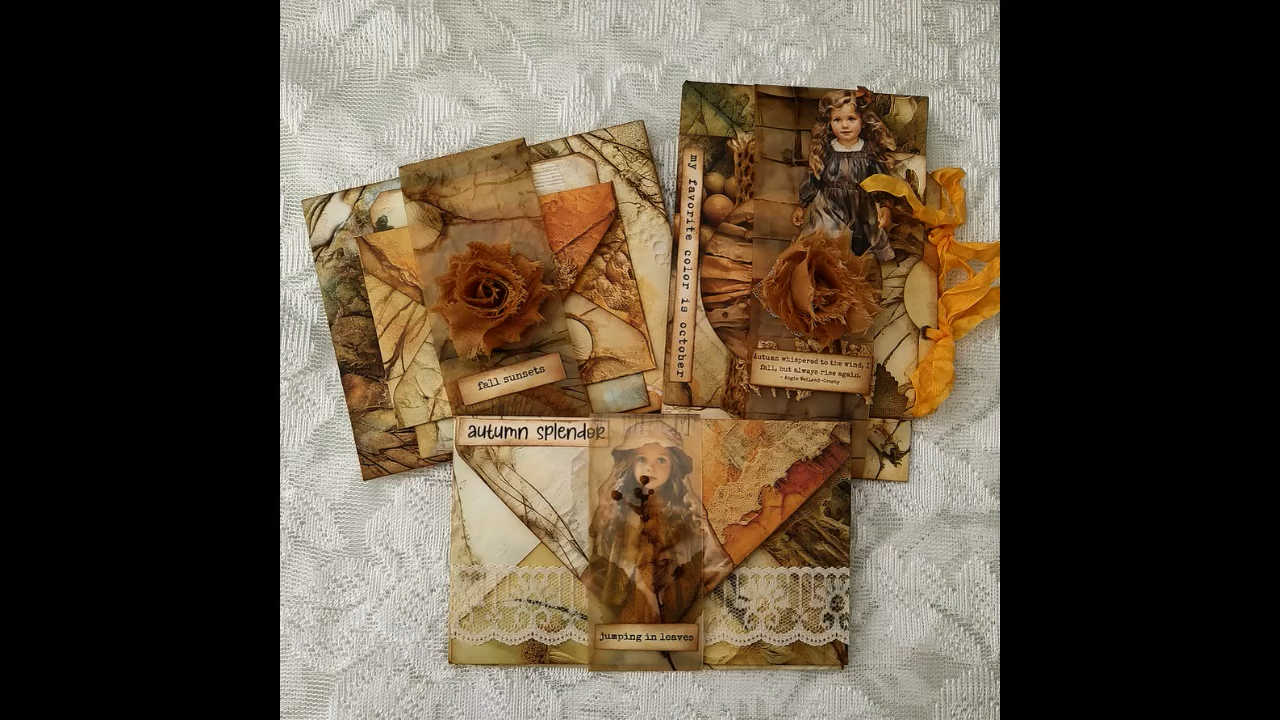 my favorite color is october
fall sunsets
Autumn whispered to the wind, I
fall, but always rise again.
autumn splendor
jumping in leaves